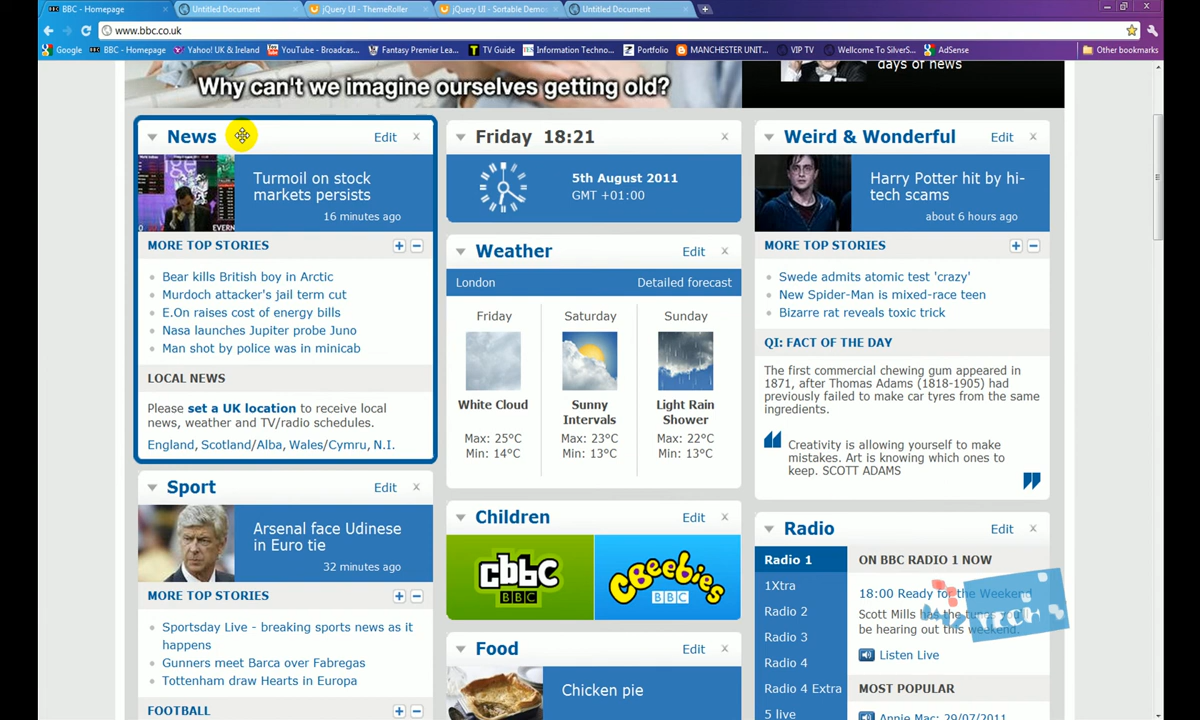 BBC - Homepage
Untitled Document
jQuery UI - ThemeRoller
jQuery UI - Sortable Demos
Untitled Document
www.bbc.co.uk
Google
BBC - Homepage
Yahoo! UK & Ireland
YouTube - Broadcas...
Fantasy Premier Lea...
TV Guide
Information Techno...
Portfolio
MANCHESTER UNIT...
VIP TV
Wellcome To SilverS...
AdSense
Other bookmarks
Why can't we imagine ourselves getting old?
days of news
News
Edit
Turmoil on stock
markets persists
16 minutes ago
MORE TOP STORIES
Bear kills British boy in Arctic
Murdoch attacker's jail term cut
E.On raises cost of energy bills
Nasa launches Jupiter probe Juno
Man shot by police was in minicab
LOCAL NEWS
Please set a UK location to receive local
news, weather and TV/radio schedules.
England, Scotland/Alba, Wales/Cymru, N.I.
Sport
Edit
Arsenal face Udinese
in Euro tie
32 minutes ago
MORE TOP STORIES
Sportsday Live - breaking sports news as it
happens
Gunners meet Barca over Fabregas
Tottenham draw Hearts in Europa
FOOTBALL
Friday 18:21
5th August 2011
GMT +01:00
Weather
Edit
London
Detailed forecast
Friday
Saturday
Sunday
White Cloud
Sunny
Intervals
Light Rain
Shower
Max: 25°C
Min: 14°C
Max: 23°C
Min: 13°C
Max: 22°C
Min: 13°C
Children
Edit
cbbc
BBC
CBeebies
BBC
Food
Edit
Chicken pie
Weird & Wonderful
Edit
Harry Potter hit by hi-
tech scams
about 6 hours ago
MORE TOP STORIES
Swede admits atomic test 'crazy'
New Spider-Man is mixed-race teen
Bizarre rat reveals toxic trick
QI: FACT OF THE DAY
The first commercial chewing gum appeared in
1871, after Thomas Adams (1818-1905) had
previously failed to make car tyres from the same
ingredients.
Creativity is allowing yourself to make
mistakes. Art is knowing which ones to
keep. SCOTT ADAMS
Radio
Edit
Radio 1
1Xtra
Radio 2
Radio 3
Radio 4
Radio 4 Extra
5 live
ON BBC RADIO 1 NOW
18:00 Ready for the Weekend
Scott Mills has the tunes you
be hearing out this weekend.
Listen Live
MOST POPULAR
Annie Mac: 29/07/2011